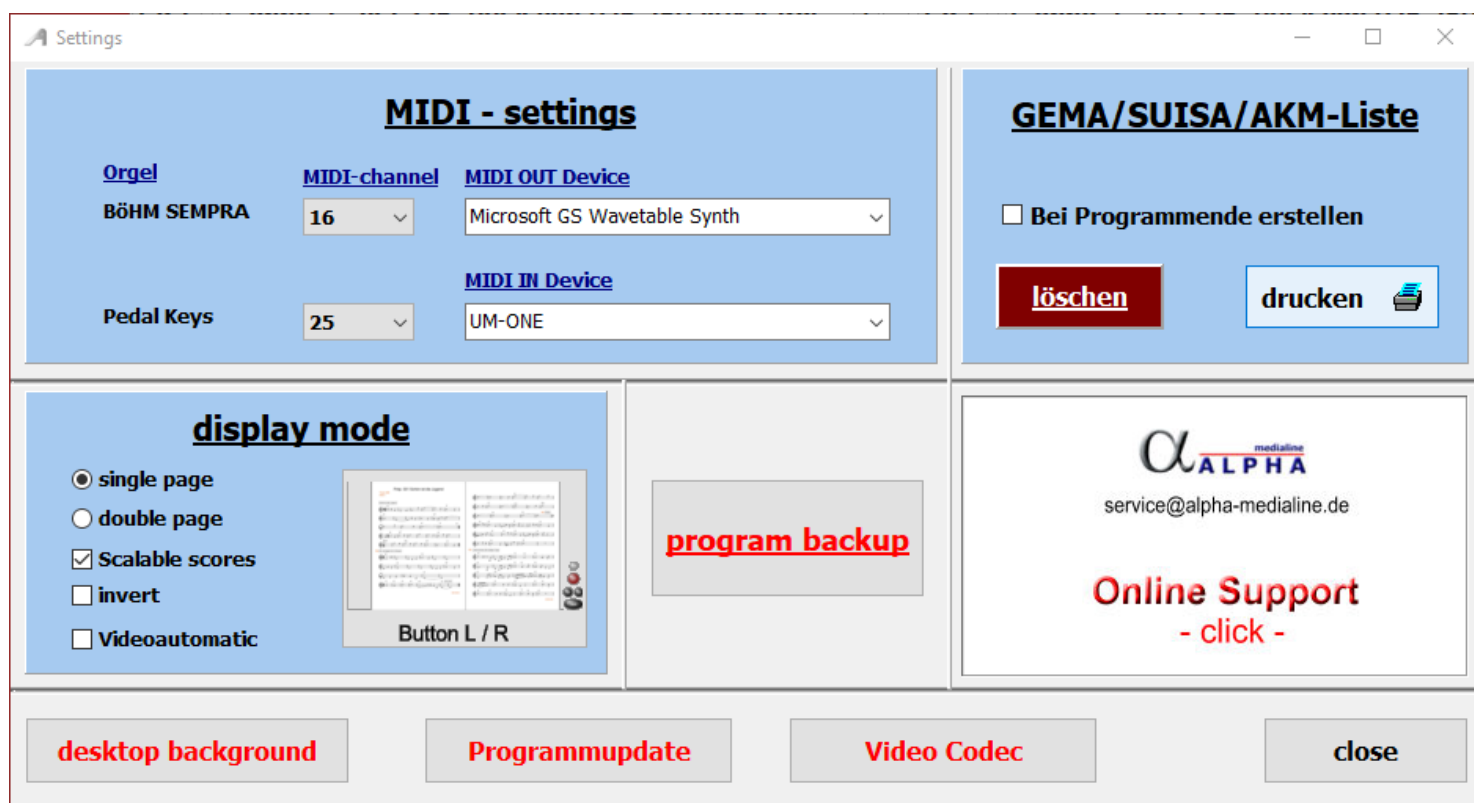 Settings
MIDI - settings
Orgel
MIDI-channel
MIDI OUT Device
BöHM SEMPRA
16
Microsoft GS Wavetable Synth
MIDI IN Device
Pedal Keys
25
UM-ONE
GEMA/SUISA/AKM-Liste
Bei Programmende erstellen
löschen
drucken
display mode
single page
double page
Scalable scores
invert
Videoautomatic
Button L / R
program backup
medialine
ALPHA
service@alpha-medialine.de
Online Support
- click -
desktop background
Programmupdate
Video Codec
close